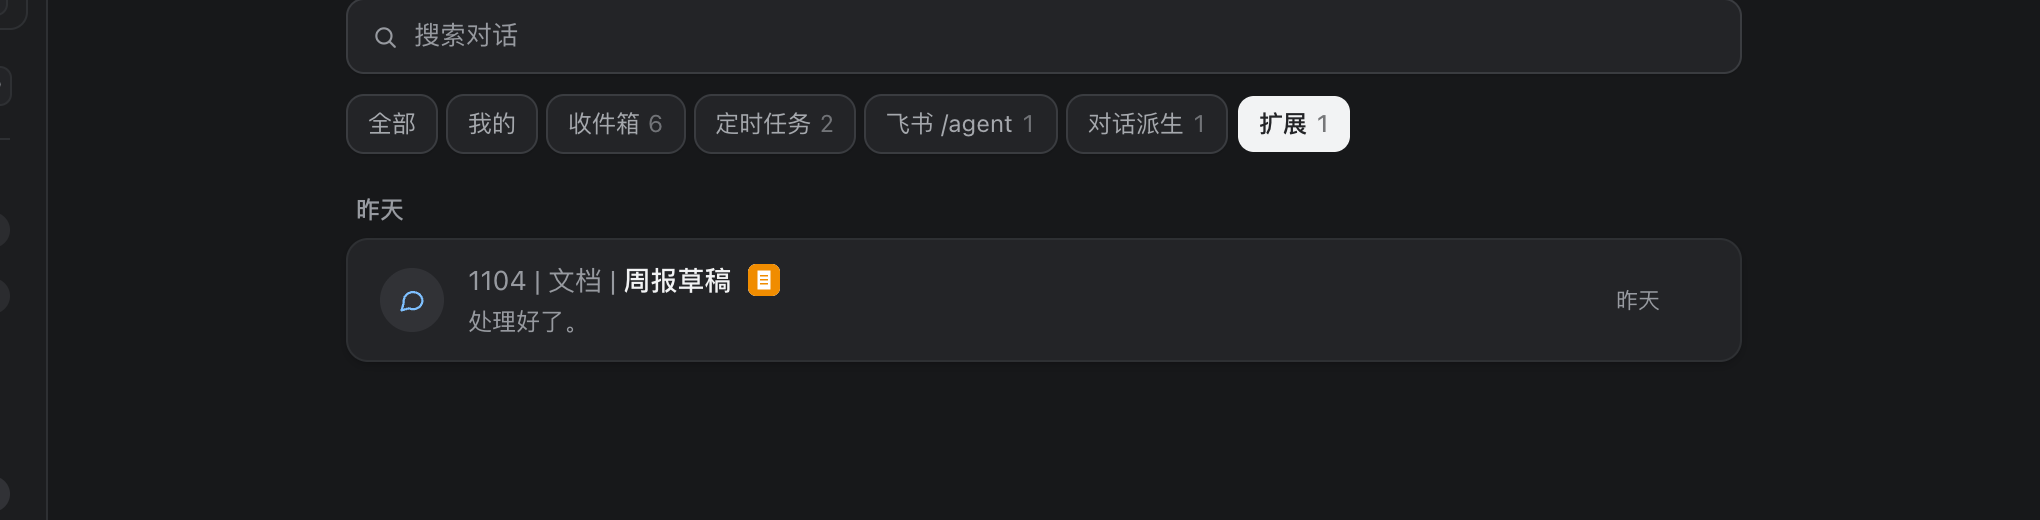 搜索对话
全部 我的 收件箱 6 定时任务 2 飞书 /agent 1 对话派生 1 扩展 1
昨天
1104 | 文档 | 周报草稿
处理好了。
昨天